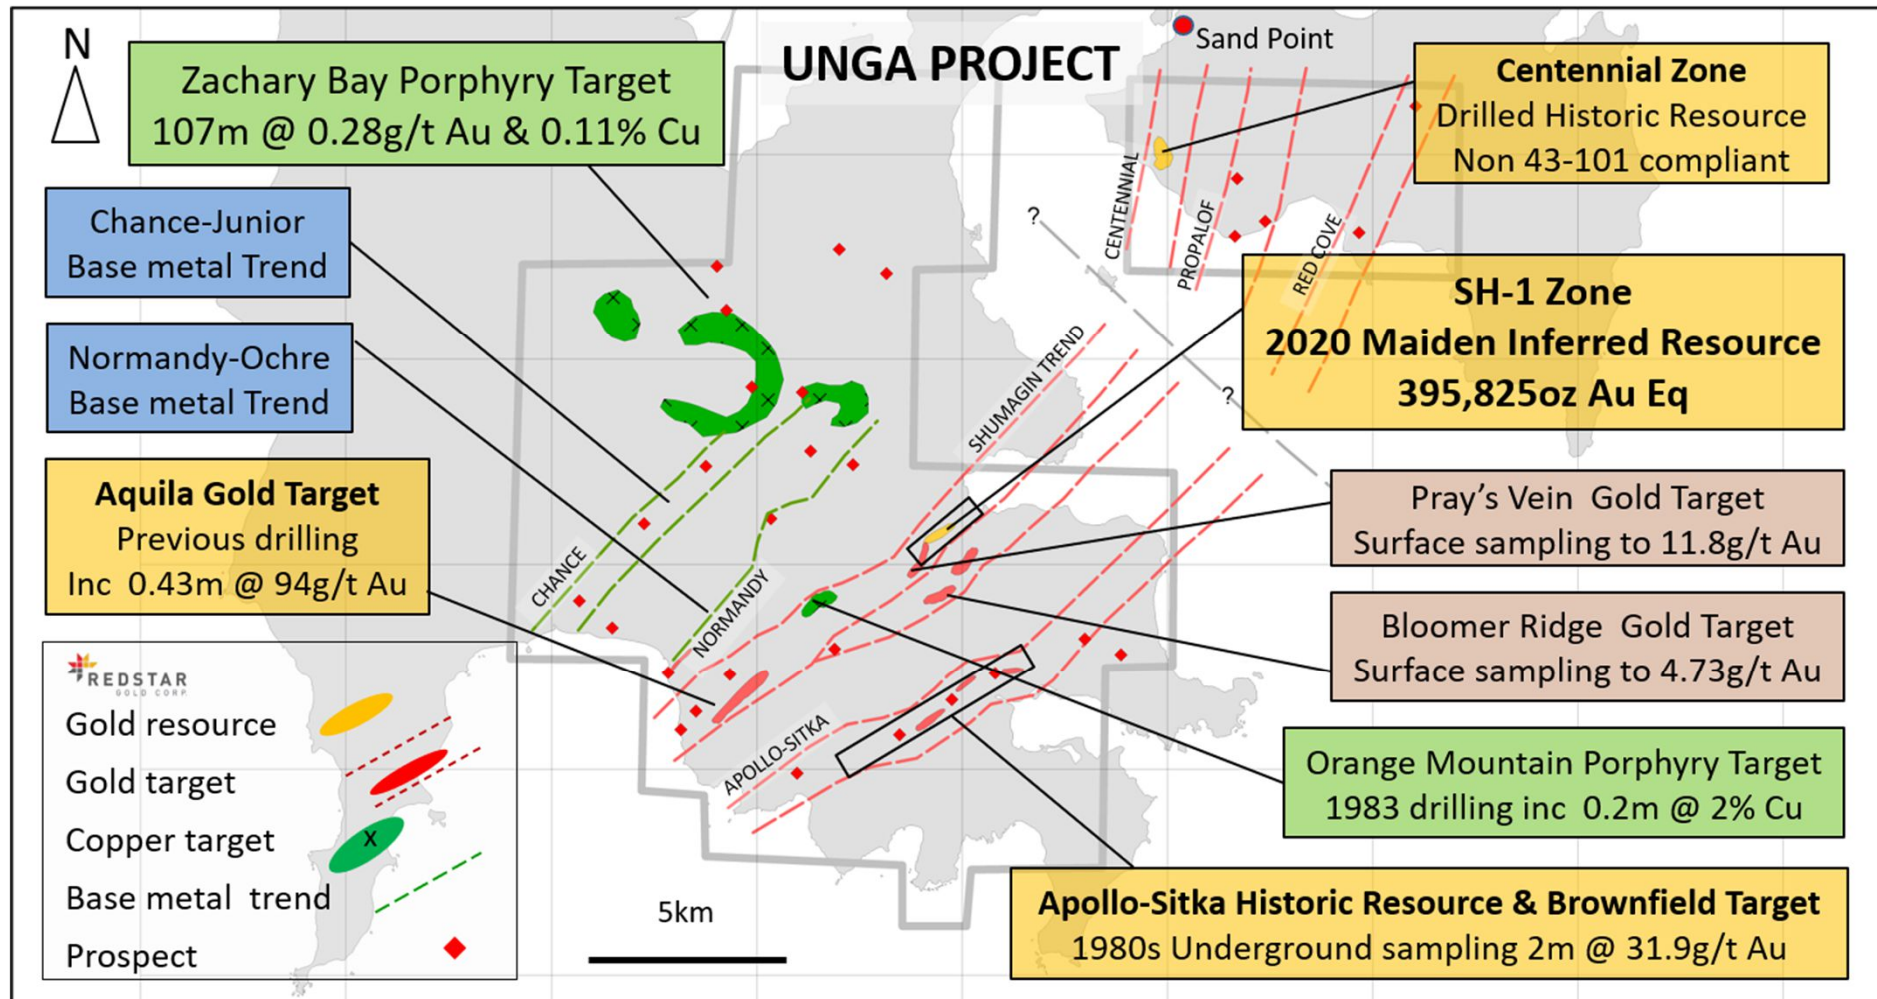 UNGA PROJECT
N
Sand Point
Zachary Bay Porphyry Target
107m @ 0.28g/t Au & 0.11% Cu
Centennial Zone
Drilled Historic Resource
Non 43-101 compliant
Chance-Junior
Base metal Trend
CENTENNIAL
PROPALOF
RED COVE
?
SH-1 Zone
2020 Maiden Inferred Resource
395,825oz Au Eq
Normandy-Ochre
Base metal Trend
SHUMAGIN TREND
?
Aquila Gold Target
Previous drilling
Inc 0.43m @ 94g/t Au
Pray's Vein Gold Target
Surface sampling to 11.8g/t Au
CHANCE
NORMANDY
Bloomer Ridge Gold Target
Surface sampling to 4.73g/t Au
APOLLO-SITKA
Orange Mountain Porphyry Target
1983 drilling inc 0.2m @ 2% Cu
Apollo-Sitka Historic Resource & Brownfield Target
1980s Underground sampling 2m @ 31.9g/t Au
REDSTAR
GOLD CORP.
Gold resource
Gold target
Copper target
X
Base metal trend
Prospect
5km